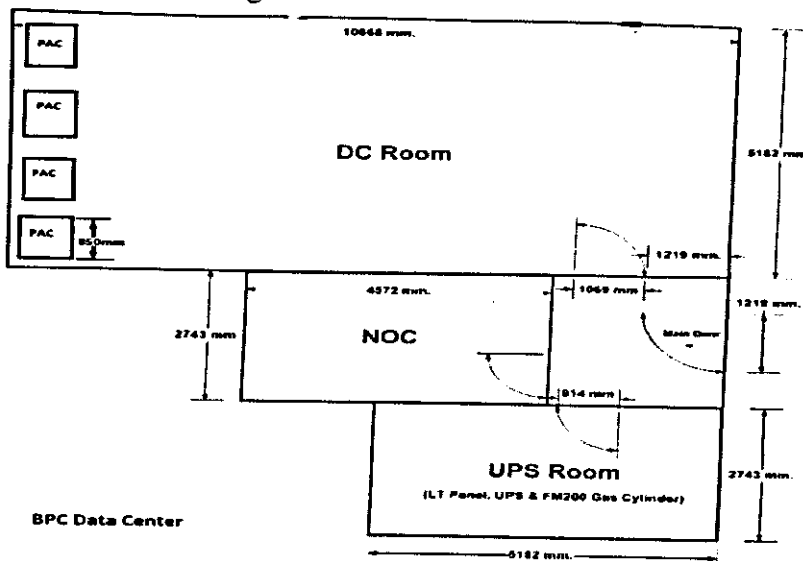 10668 mm.
PAC
PAC
PAC
PAC
850mm
DC Room
5182 mm
1219 mm.
4572 mm.
1069 mm
1219 mm.
2743 mm
NOC
Main Door
914 mm
UPS Room
(LT Panel, UPS & FM200 Gas Cylinder)
2743 mm.
BPC Data Center
5182 mm.